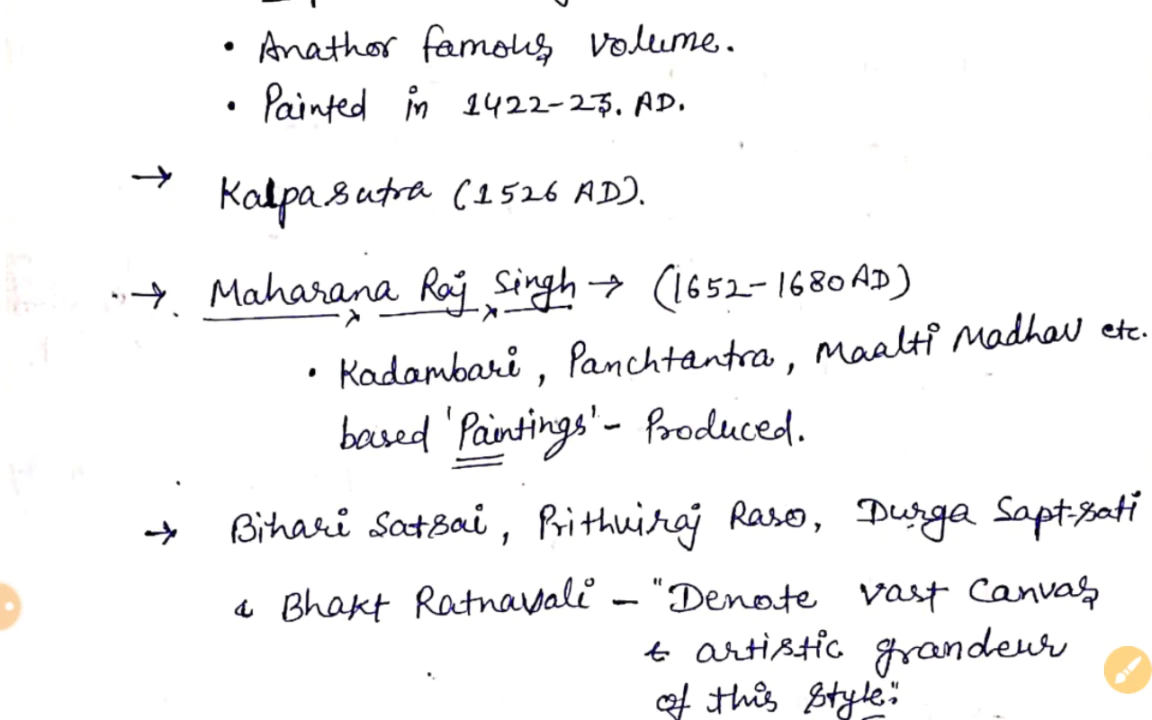 • Anathor famous volume.
• Painted in 1422-23. AD.
→ Kalpasutra (1526 AD).
→ Maharana Raj Singh → (1652-1680 AD)
• Kadambari, Panchtantra, Maalti Madhav etc.
based 'Paintings' - Produced.
→ Bihari Satsai, Prithviraj Raso, Durga Sapt-sati
& Bhakt Ratnavali - "Denote vast Canvas
& artistic grandeur
of this style."